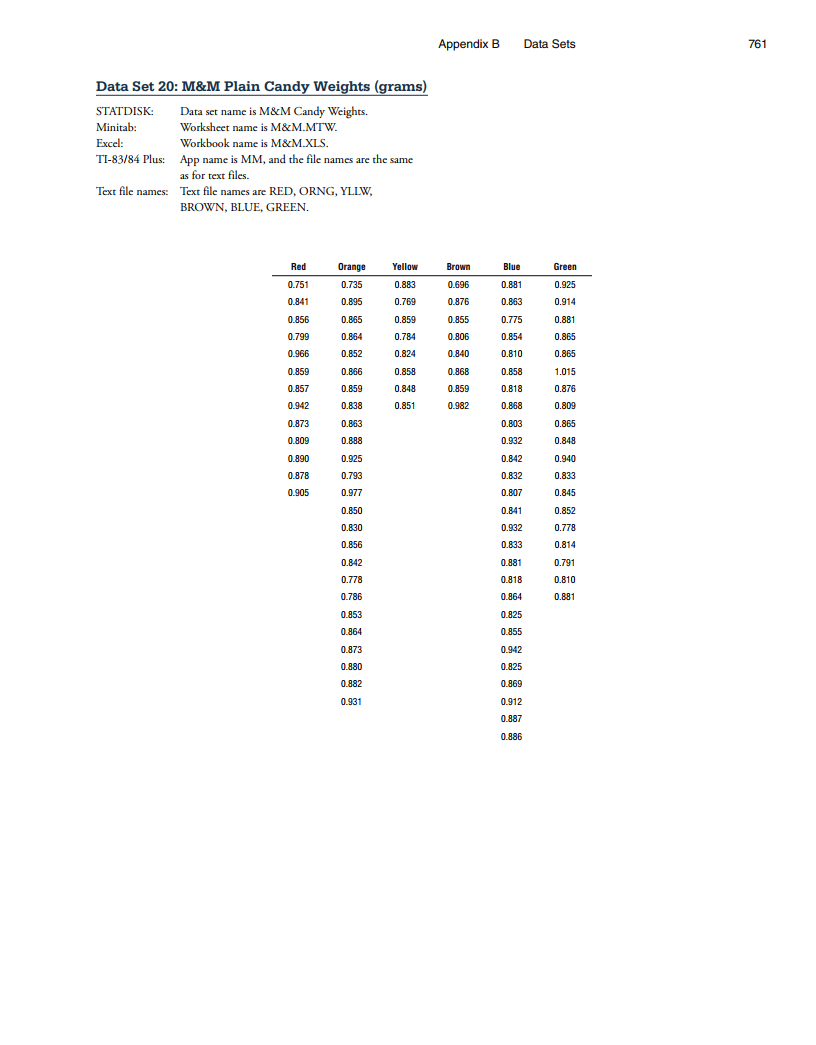 Appendix B Data Sets 761
Data Set 20: M&M Plain Candy Weights (grams)
STATDISK: Data set name is M&M Candy Weights.
Minitab: Worksheet name is M&M.MTW.
Excel: Workbook name is M&M.XLS.
TI-83/84 Plus: App name is MM, and the file names are the same
as for text files.
Text file names: Text file names are RED, ORNG, YLLW,
BROWN, BLUE, GREEN.
Red Orange Yellow Brown Blue Green
0.751 0.735 0.883 0.696 0.881 0.925
0.841 0.895 0.769 0.876 0.863 0.914
0.856 0.865 0.859 0.855 0.775 0.881
0.799 0.864 0.784 0.806 0.854 0.865
0.966 0.852 0.824 0.840 0.810 0.865
0.859 0.866 0.858 0.868 0.858 1.015
0.857 0.859 0.848 0.859 0.818 0.876
0.942 0.838 0.851 0.982 0.868 0.809
0.873 0.863 0.803 0.865
0.809 0.888 0.932 0.848
0.890 0.925 0.842 0.940
0.878 0.793 0.832 0.833
0.905 0.977 0.807 0.845
0.850 0.841 0.852
0.830 0.932 0.778
0.856 0.833 0.814
0.842 0.881 0.791
0.778 0.818 0.810
0.786 0.864 0.881
0.853 0.825
0.864 0.855
0.873 0.942
0.880 0.825
0.882 0.869
0.931 0.912
0.887
0.886